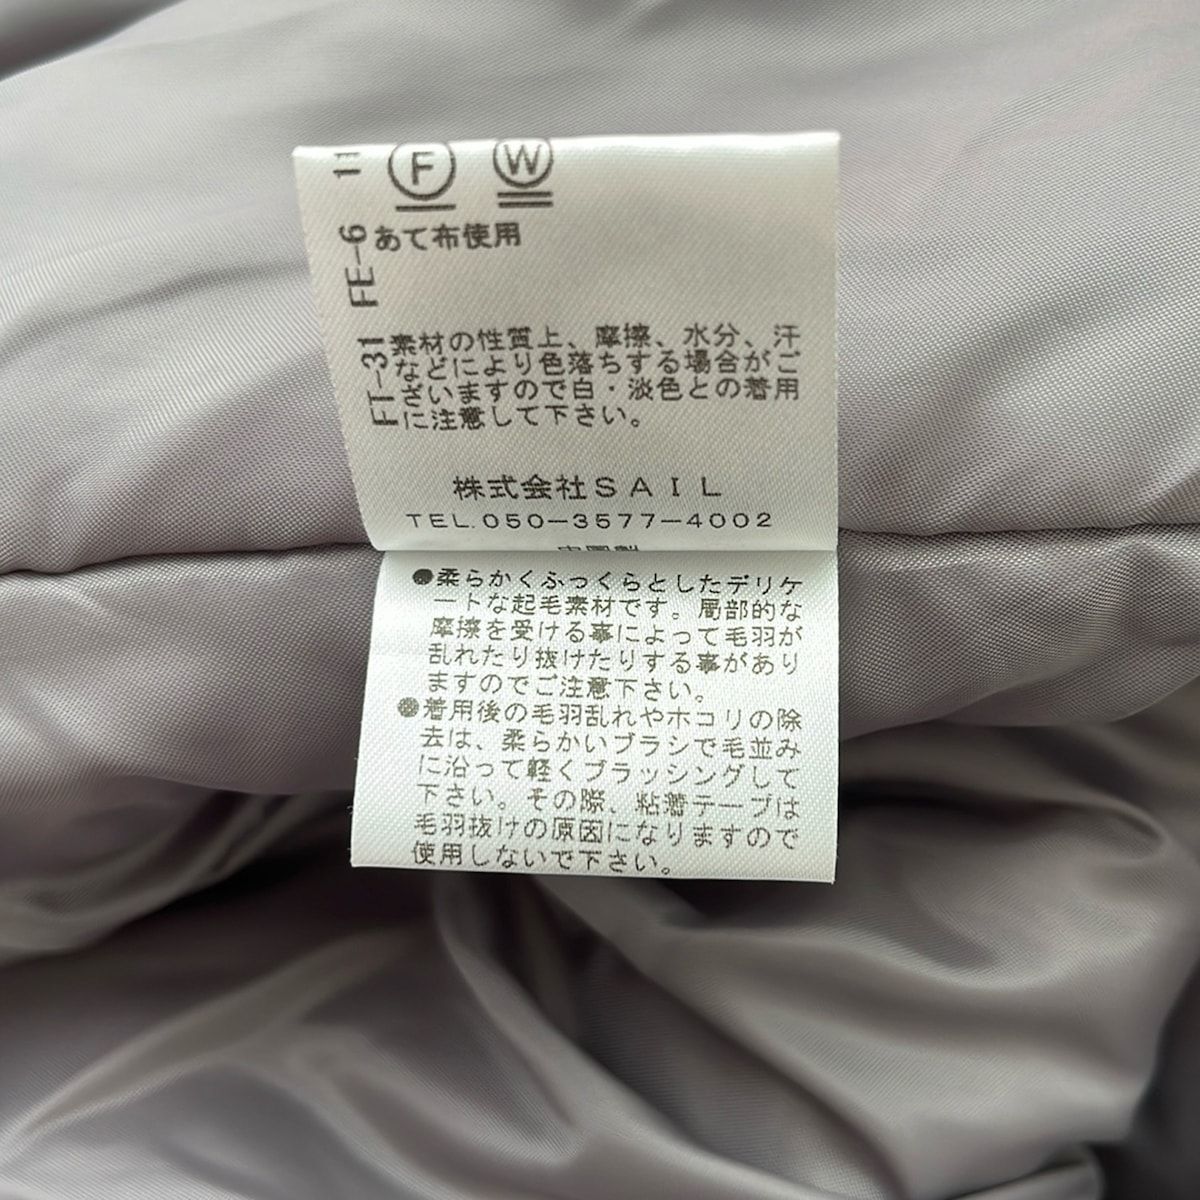 11
F W
FE-6
あて布使用
FT-31
素材の性質上、摩擦、水分、汗
などにより色落ちする場合がご
ざいますので白・淡色との着用
に注意して下さい。
株式会社SAIL
TEL.050-3577-4002
中国製
●柔らかくふっくらとしたデリケ
ートな起毛素材です。局部的な
摩擦を受ける事によって毛羽が
乱れたり抜けたりする事があり
ますのでご注意下さい。
●着用後の毛羽乱れやホコリの除
去は、柔らかいブラシで毛並み
に沿って軽くブラッシングして
下さい。その際、粘着テープは
毛羽抜けの原因になりますので
使用しないで下さい。